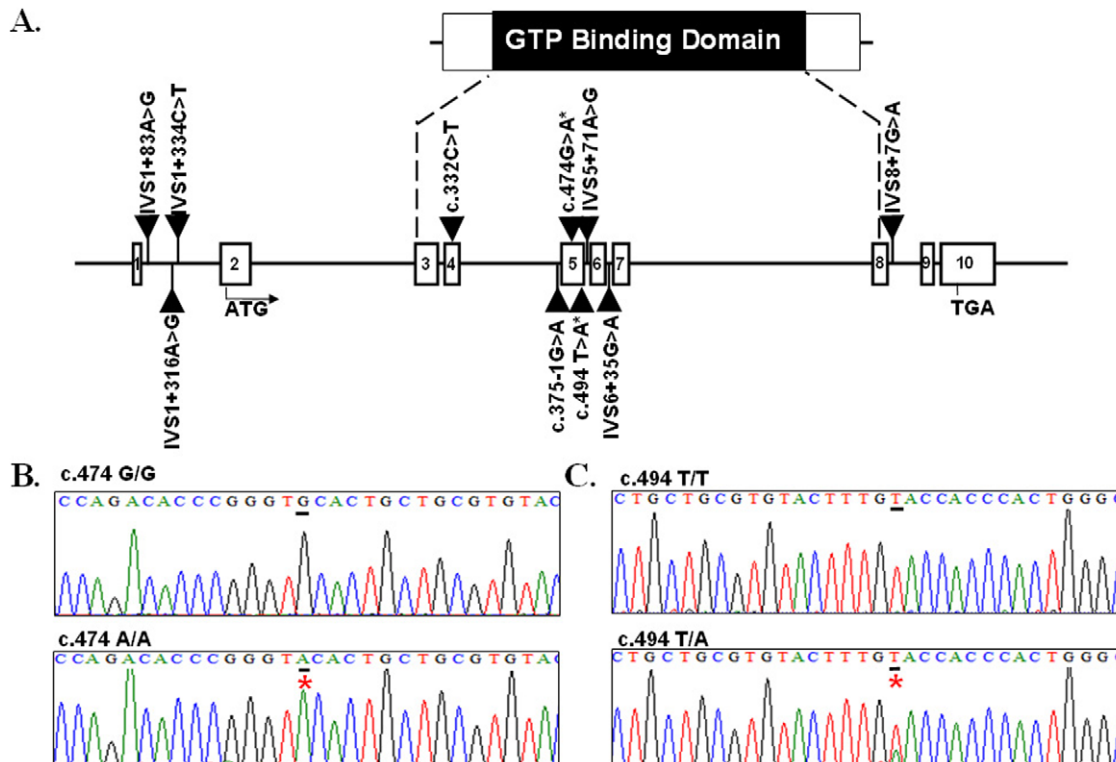 A.
GTP Binding Domain
IVS1+83A>G
IVS1+334C>T
c.332C>T
c.474G>A*
IVS5+71A>G
IVS8+7G>A
1
2
3
4
5
6
7
8
9
10
ATG
TGA
IVS1+316A>G
c.375-1G>A
c.494 T>A*
IVS6+35G>A
B.
c.474 G/G
CCAGACACCCGGGTGCACTGCTGCGTGTAC
c.474 A/A
CCAGACACCCGGGTACACTGCTGCGTGTAC
*
C.
c.494 T/T
CTGCTGCGTGTACTTTGTACCACCCACTGGGC
c.494 T/A
CTGCTGCGTGTACTTTGTACCACCCACTGGGC
*